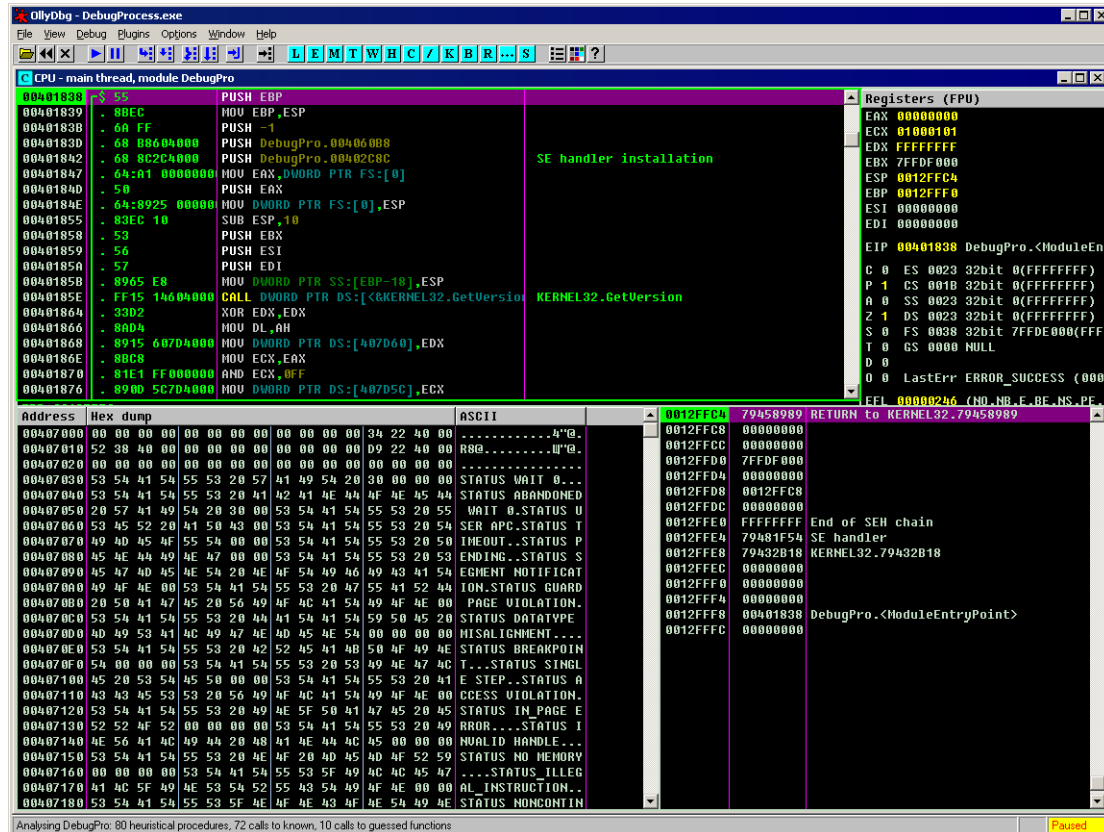 OllyDbg - DebugProcess.exe
File View Debug Plugins Options Window Help
L E M T W H C / K B R ... S ?
C CPU - main thread, module DebugPro
00401838 $ 55 PUSH EBP
00401839 . 8BEC MOV EBP,ESP
0040183B . 6A FF PUSH -1
0040183D . 68 B8604000 PUSH DebugPro.004060B8
00401842 . 68 8C2C4000 PUSH DebugPro.00402C8C SE handler installation
00401847 . 64:A1 0000000 MOV EAX,DWORD PTR FS:[0]
0040184D . 50 PUSH EAX
0040184E . 64:8925 00000 MOV DWORD PTR FS:[0],ESP
00401855 . 83EC 10 SUB ESP,10
00401858 . 53 PUSH EBX
00401859 . 56 PUSH ESI
0040185A . 57 PUSH EDI
0040185B . 8965 E8 MOV DWORD PTR SS:[EBP-18],ESP
0040185E . FF15 14604000 CALL DWORD PTR DS:[<&KERNEL32.GetVersion KERNEL32.GetVersion
00401864 . 33D2 XOR EDX,EDX
00401866 . 8AD4 MOV DL,AH
00401868 . 8915 607D4000 MOV DWORD PTR DS:[407D60],EDX
0040186E . 8BC8 MOV ECX,EAX
00401870 . 81E1 FF000000 AND ECX,0FF
00401876 . 890D 5C7D4000 MOV DWORD PTR DS:[407D5C],ECX
Registers (FPU)
EAX 00000000
ECX 01000101
EDX FFFFFFFF
EBX 7FFDF000
ESP 0012FFC4
EBP 0012FFF0
ESI 00000000
EDI 00000000
EIP 00401838 DebugPro.<ModuleEn
C 0 ES 0023 32bit 0(FFFFFFFF)
P 1 CS 001B 32bit 0(FFFFFFFF)
A 0 SS 0023 32bit 0(FFFFFFFF)
Z 1 DS 0023 32bit 0(FFFFFFFF)
S 0 FS 0038 32bit 7FFDE000(FFF
T 0 GS 0000 NULL
D 0
O 0 LastErr ERROR_SUCCESS (000
EFL 00000246 (NO,NB,E,BE,NS,PE,
Address Hex dump ASCII
00407000 00 00 00 00 00 00 00 00 00 00 00 00 34 22 40 00 ............4"@.
00407010 52 38 40 00 00 00 00 00 00 00 00 00 D9 22 40 00 R8@.........Щ"@.
00407020 00 00 00 00 00 00 00 00 00 00 00 00 00 00 00 00 ................
00407030 53 54 41 54 55 53 20 57 41 49 54 20 30 00 00 00 STATUS WAIT 0...
00407040 53 54 41 54 55 53 20 41 42 41 4E 44 4F 4E 45 44 STATUS ABANDONED
00407050 20 57 41 49 54 20 30 00 53 54 41 54 55 53 20 55 WAIT 0.STATUS U
00407060 53 45 52 20 41 50 43 00 53 54 41 54 55 53 20 54 SER APC.STATUS T
00407070 49 4D 45 4F 55 54 00 00 53 54 41 54 55 53 20 50 IMEOUT..STATUS P
00407080 45 4E 44 49 4E 47 00 00 53 54 41 54 55 53 20 53 ENDING..STATUS S
00407090 45 47 4D 45 4E 54 20 4E 4F 54 49 46 49 43 41 54 EGMENT NOTIFICAT
004070A0 49 4F 4E 00 53 54 41 54 55 53 20 47 55 41 52 44 ION.STATUS GUARD
004070B0 20 50 41 47 45 20 56 49 4F 4C 41 54 49 4F 4E 00 PAGE VIOLATION.
004070C0 53 54 41 54 55 53 20 44 41 54 41 54 59 50 45 20 STATUS DATATYPE
004070D0 4D 49 53 41 4C 49 47 4E 4D 45 4E 54 00 00 00 00 MISALIGNMENT....
004070E0 53 54 41 54 55 53 20 42 52 45 41 4B 50 4F 49 4E STATUS BREAKPOIN
004070F0 54 00 00 00 53 54 41 54 55 53 20 53 49 4E 47 4C T...STATUS SINGL
00407100 45 20 53 54 45 50 00 00 53 54 41 54 55 53 20 41 E STEP..STATUS A
00407110 43 43 45 53 53 20 56 49 4F 4C 41 54 49 4F 4E 00 CCESS VIOLATION.
00407120 53 54 41 54 55 53 20 49 4E 5F 50 41 47 45 20 45 STATUS IN_PAGE E
00407130 52 52 4F 52 00 00 00 00 53 54 41 54 55 53 20 49 RROR....STATUS I
00407140 4E 56 41 4C 49 44 20 48 41 4E 44 4C 45 00 00 00 NVALID HANDLE...
00407150 53 54 41 54 55 53 20 4E 4F 20 4D 45 4D 4F 52 59 STATUS NO MEMORY
00407160 00 00 00 00 53 54 41 54 55 53 5F 49 4C 4C 45 47 ....STATUS_ILLEG
00407170 41 4C 5F 49 4E 53 54 52 55 43 54 49 4F 4E 00 00 AL_INSTRUCTION..
00407180 53 54 41 54 55 53 5F 4E 4F 4E 43 4F 4E 54 49 4E STATUS NONCONTIN
0012FFC4 79458989 RETURN to KERNEL32.79458989
0012FFC8 00000000
0012FFCC 00000000
0012FFD0 7FFDF000
0012FFD4 00000000
0012FFD8 0012FFC8
0012FFDC 00000000
0012FFE0 FFFFFFFF End of SEH chain
0012FFE4 79481F54 SE handler
0012FFE8 79432B18 KERNEL32.79432B18
0012FFEC 00000000
0012FFF0 00000000
0012FFF4 00000000
0012FFF8 00401838 DebugPro.<ModuleEntryPoint>
0012FFFC 00000000
Analysing DebugPro: 80 heuristical procedures, 72 calls to known, 10 calls to guessed functions
Paused